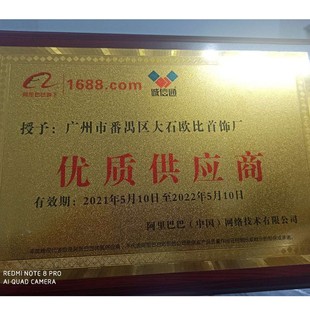 1688.com 诚信通
授予：广州市番禺区大石欧比首饰厂
优质供应商
有效期：2021年5月10日至2022年5月10日
阿里巴巴（中国）网络技术有限公司
REDMI NOTE 8 PRO
AI QUAD CAMERA